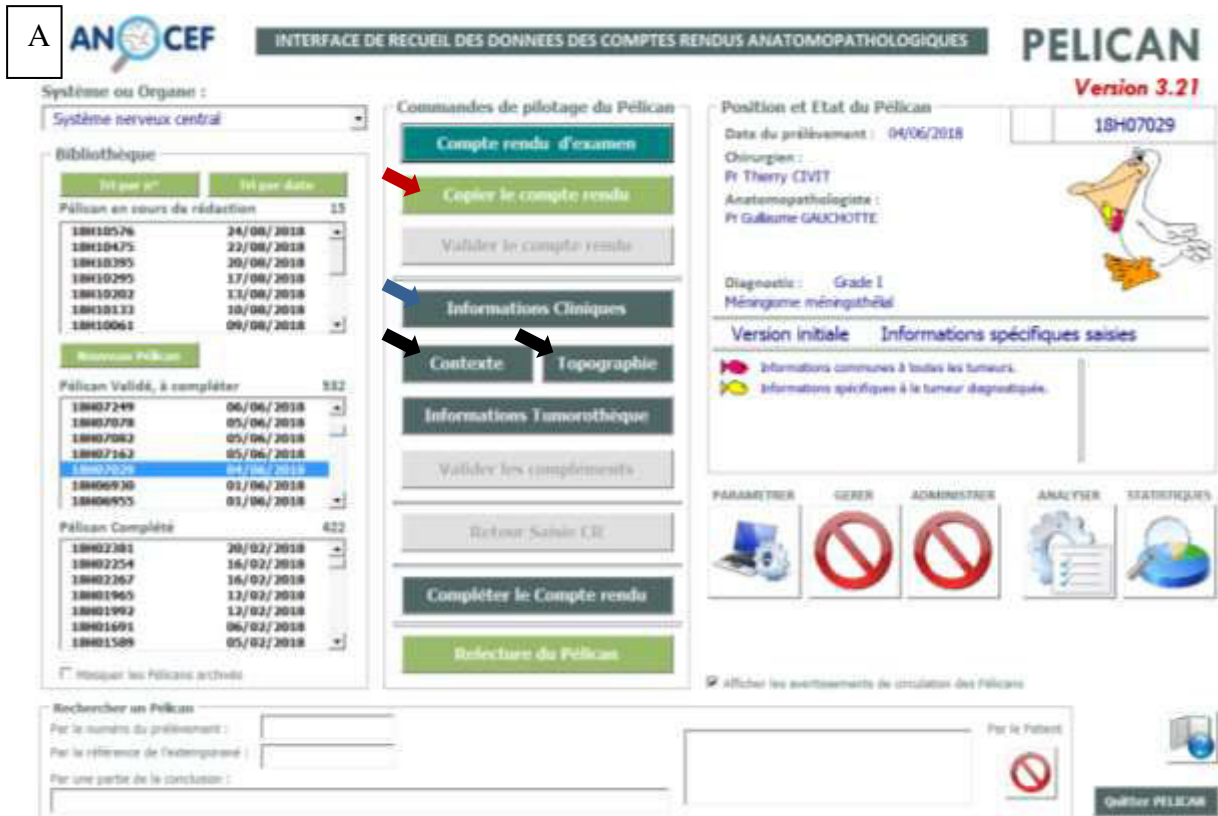 A
ANOCEF
INTERFACE DE RECUEIL DES DONNEES DES COMPTES RENDUS ANATOMOPATHOLOGIQUES
PELICAN
Version 3.21
Système ou Organe :
Système nerveux central
Bibliothèque
Tri par n° Tri par date
Pélican en cours de rédaction 15
18H10576 24/08/2018
18H10475 22/08/2018
18H10395 20/08/2018
18H10295 17/08/2018
18H10202 13/08/2018
18H10133 10/08/2018
18H10061 09/08/2018
Nouveau Pélican
Pélican Validé, à compléter 532
18H07249 06/06/2018
18H07078 05/06/2018
18H07082 05/06/2018
18H07162 05/06/2018
18H07029 04/06/2018
18H06930 01/06/2018
18H06955 01/06/2018
Pélican Complété 422
18H02381 20/02/2018
18H02254 16/02/2018
18H02267 16/02/2018
18H01965 12/02/2018
18H01992 12/02/2018
18H01691 06/02/2018
18H01589 05/02/2018
Masquer les Pélicans archivés
Commandes de pilotage du Pélican
Compte rendu d'examen
Copier le compte rendu
Valider le compte rendu
Informations Cliniques
Contexte Topographie
Informations Tumorothèque
Valider les complements
Retour Saisie CR
Compléter le Compte rendu
Relecture du Pélican
Position et Etat du Pélican
18H07029
Date du prélèvement : 04/06/2018
Chirurgien :
Pr Thierry CIVIT
Anatomopathologiste :
Pr Guillaume GAUCHOTTE
Diagnostic : Grade I
Méningiome méningothélial
Version initiale Informations spécifiques saisies
Informations communes à toutes les tumeurs.
Informations spécifiques à la tumeur diagnostiquée.
PARAMETRER GERER ADMINISTRER ANALYSER STATISTIQUES
Afficher les avertissements de circulation des Pélicans
Rechercher un Pélican
Par le numéro du prélèvement :
Par la référence de l'extemporané :
Par une partie de la conclusion :
Par le Patient
Quitter PELICAN